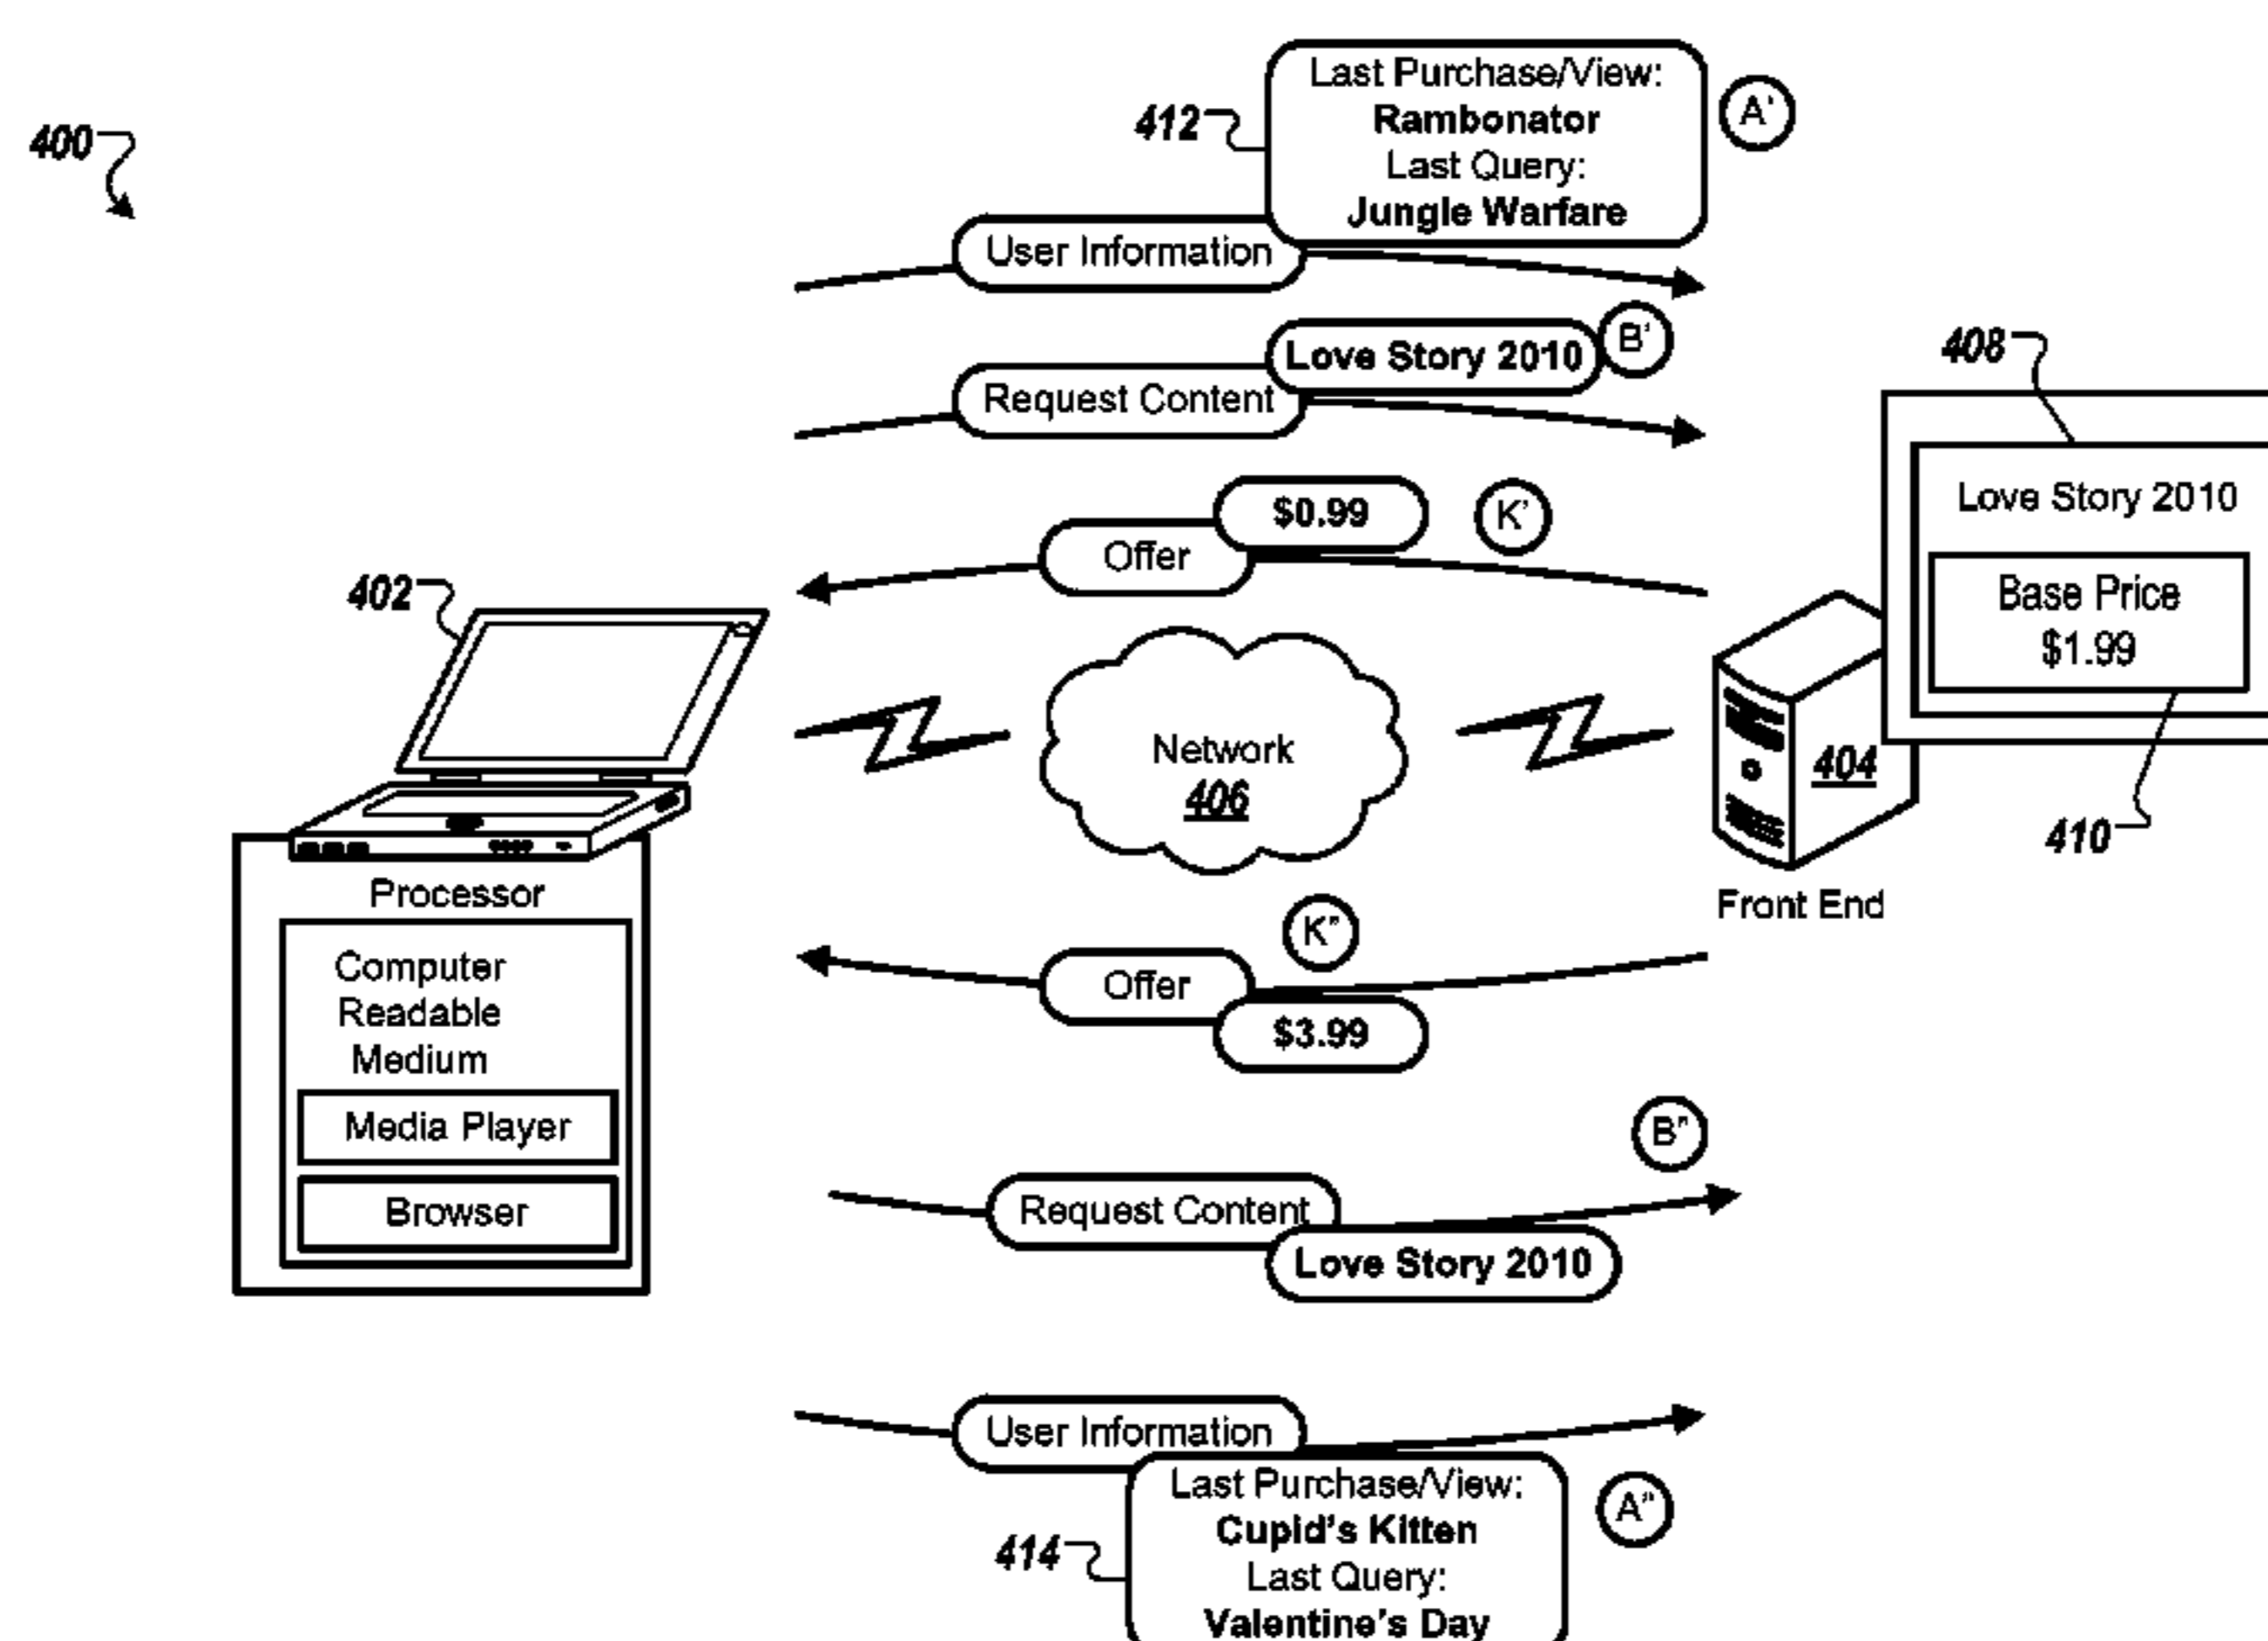 400
412
Last Purchase/View:
Rambonator
Last Query:
Jungle Warfare
A'
User Information
Love Story 2010
B'
Request Content
408
Love Story 2010
$0.99
K'
Offer
Base Price
$1.99
402
Network
406
404
410
Processor
Front End
K"
Computer
Readable
Medium
Offer
$3.99
Media Player
B"
Browser
Request Content
Love Story 2010
User Information
Last Purchase/View:
Cupid's Kitten
Last Query:
Valentine's Day
A"
414